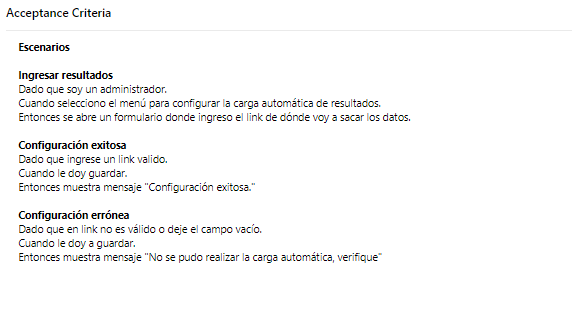 Acceptance Criteria
Escenarios
Ingresar resultados
Dado que soy un administrador.
Cuando selecciono el menú para configurar la carga automática de resultados.
Entonces se abre un formulario donde ingreso el link de dónde voy a sacar los datos.
Configuración exitosa
Dado que ingrese un link valido.
Cuando le doy guardar.
Entonces muestra mensaje "Configuración exitosa."
Configuración errónea
Dado que en link no es válido o deje el campo vacío.
Cuando le doy a guardar.
Entonces muestra mensaje "No se pudo realizar la carga automática, verifique"